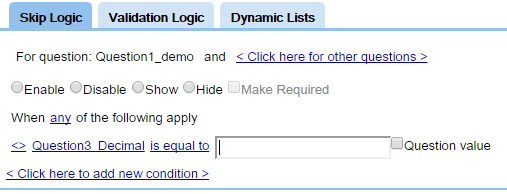 Skip Logic Validation Logic Dynamic Lists
For question: Question1_demo and < Click here for other questions >
Enable Disable Show Hide Make Required
When any of the following apply
<> Question3_Decimal is equal to Question value
< Click here to add new condition >